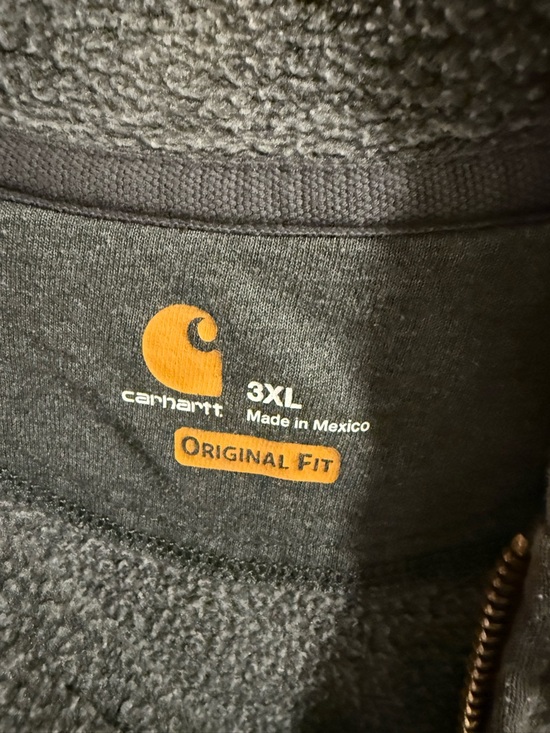 carhartt
3XL
Made in Mexico
ORIGINAL FIT